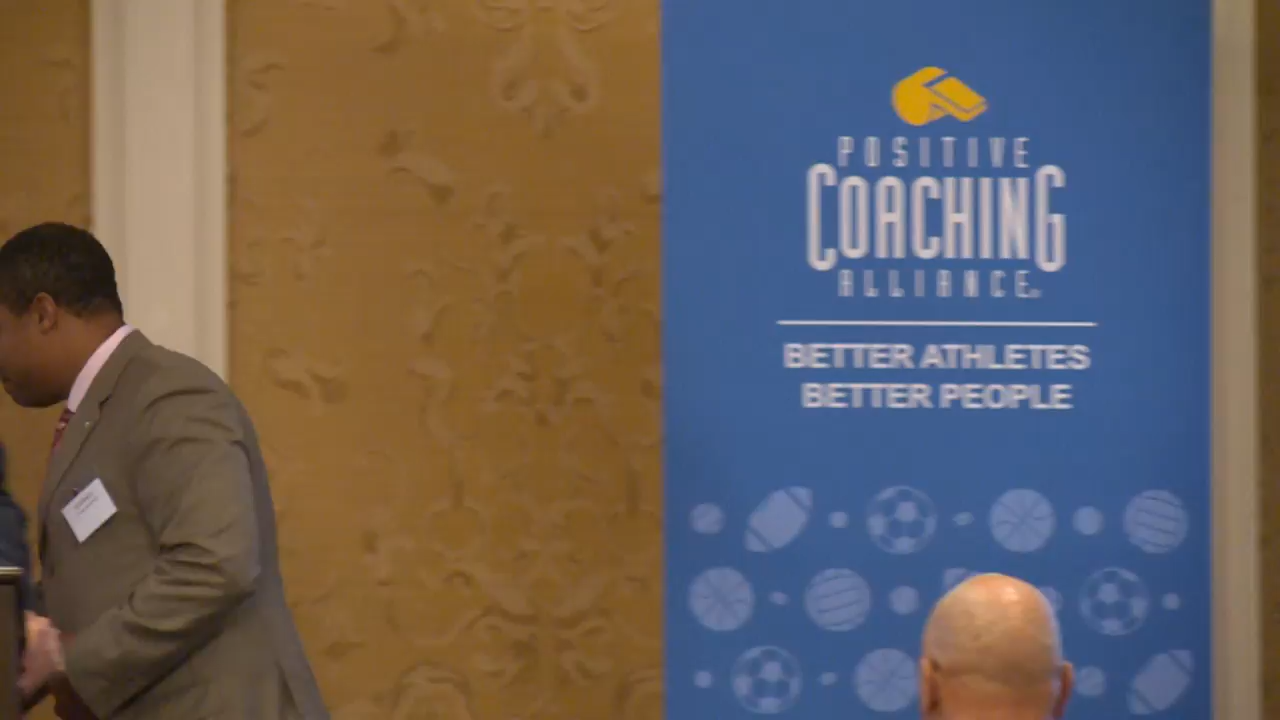 POSITIVE
COACHING
ALLIANCE
BETTER ATHLETES
BETTER PEOPLE